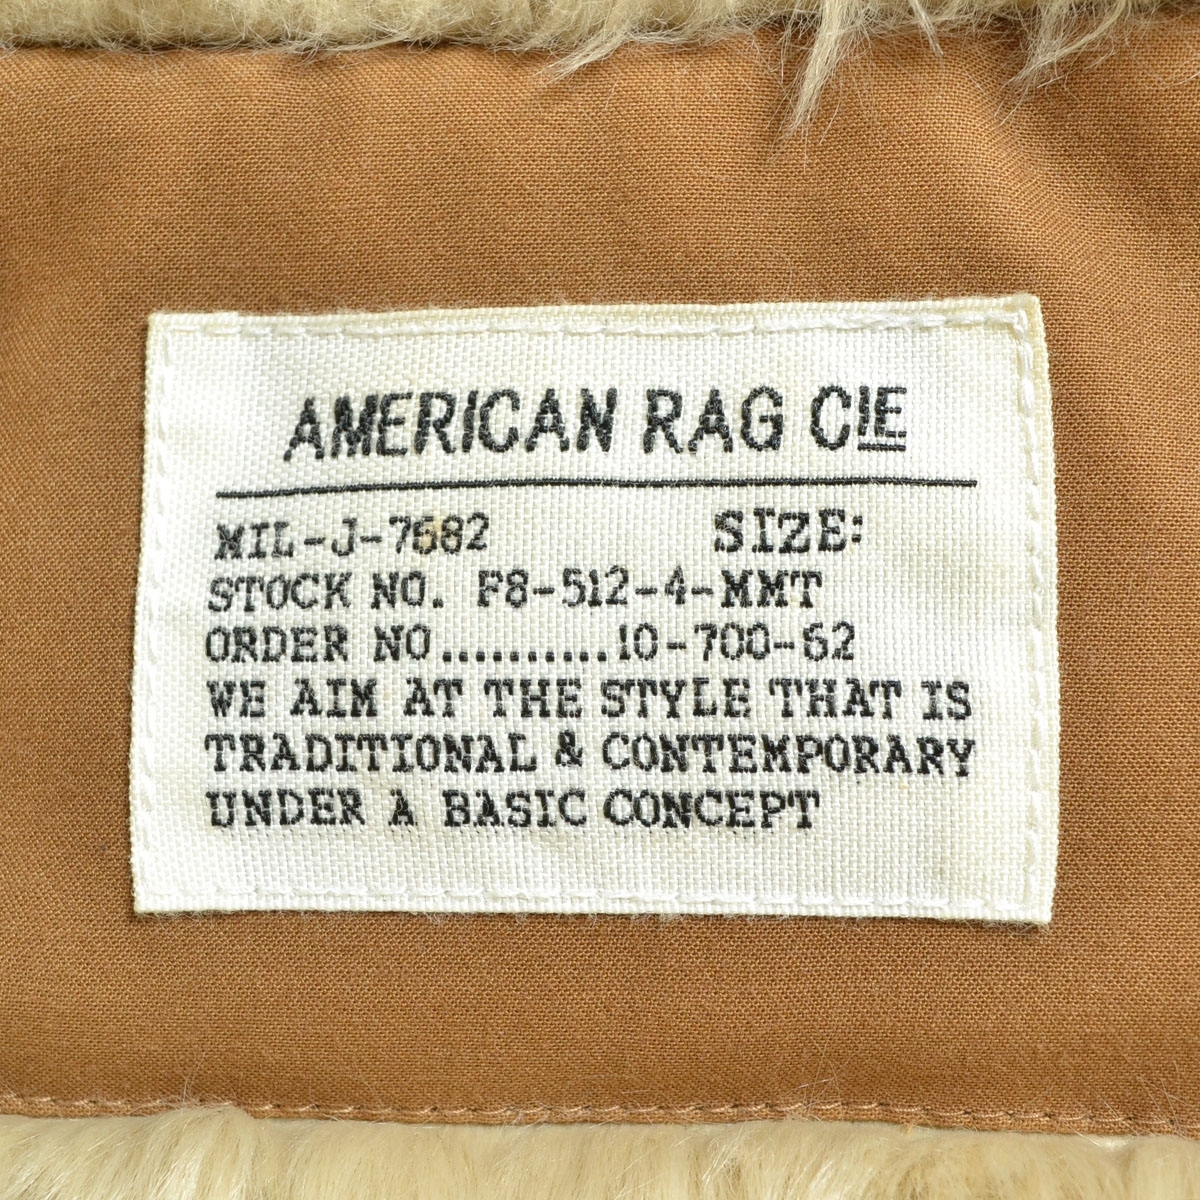 AMERICAN RAG CIE
MIL-J-7682 SIZE:
STOCK NO. F8-512-4-MMT
ORDER NO...........10-700-62
WE AIM AT THE STYLE THAT IS
TRADITIONAL & CONTEMPORARY
UNDER A BASIC CONCEPT